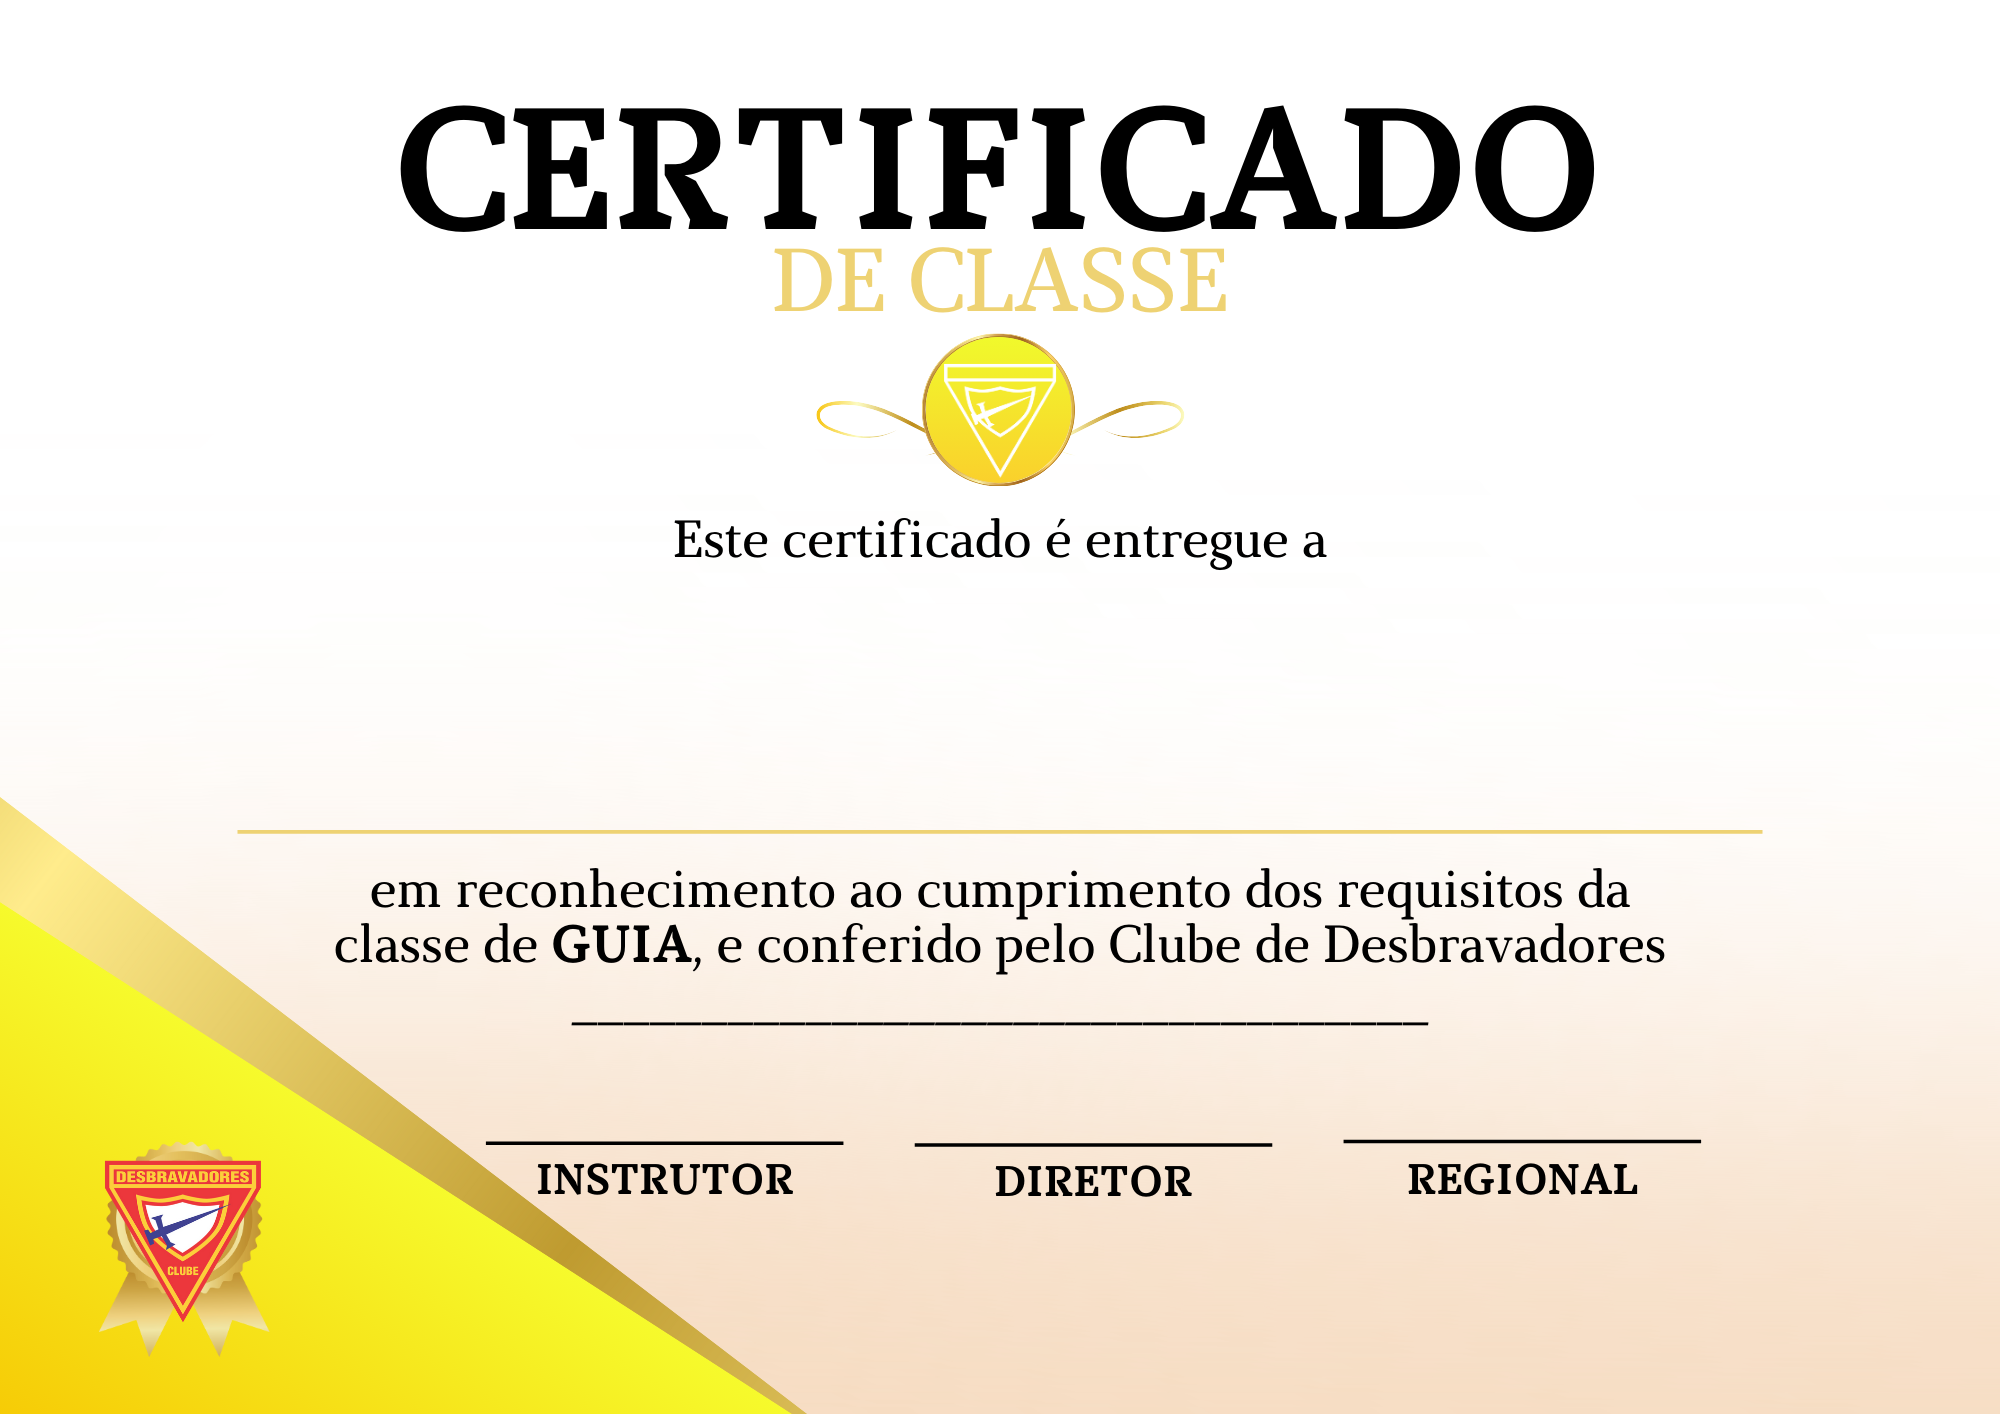 CERTIFICADO
DE CLASSE
Este certificado é entregue a
em reconhecimento ao cumprimento dos requisitos da
classe de GUIA, e conferido pelo Clube de Desbravadores
_________________________________
INSTRUTOR
DIRETOR
REGIONAL
DESBRAVADORES
CLUBE